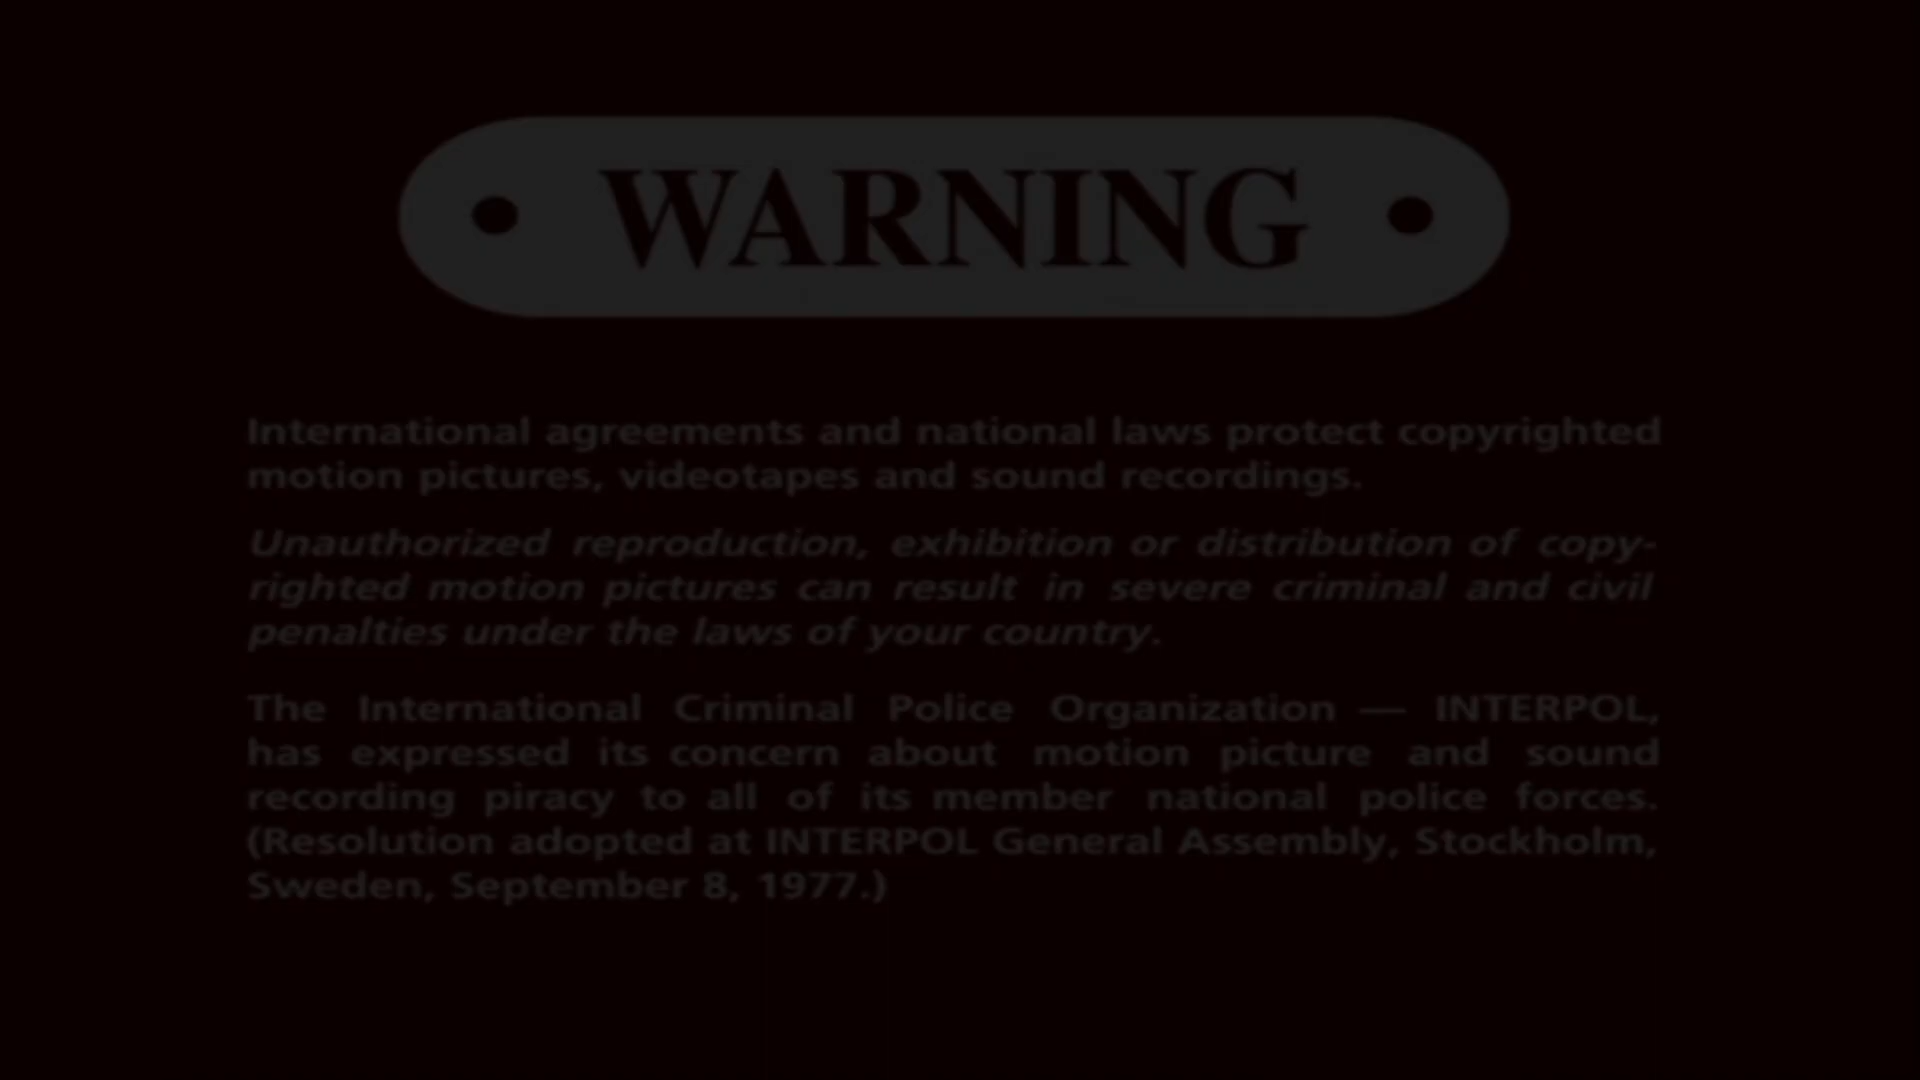 • WARNING •
International agreements and national laws protect copyrighted
motion pictures, videotapes and sound recordings.
Unauthorized reproduction, exhibition or distribution of copy-
righted motion pictures can result in severe criminal and civil
penalties under the laws of your country.
The International Criminal Police Organization — INTERPOL,
has expressed its concern about motion picture and sound
recording piracy to all of its member national police forces.
(Resolution adopted at INTERPOL General Assembly, Stockholm,
Sweden, September 8, 1977.)